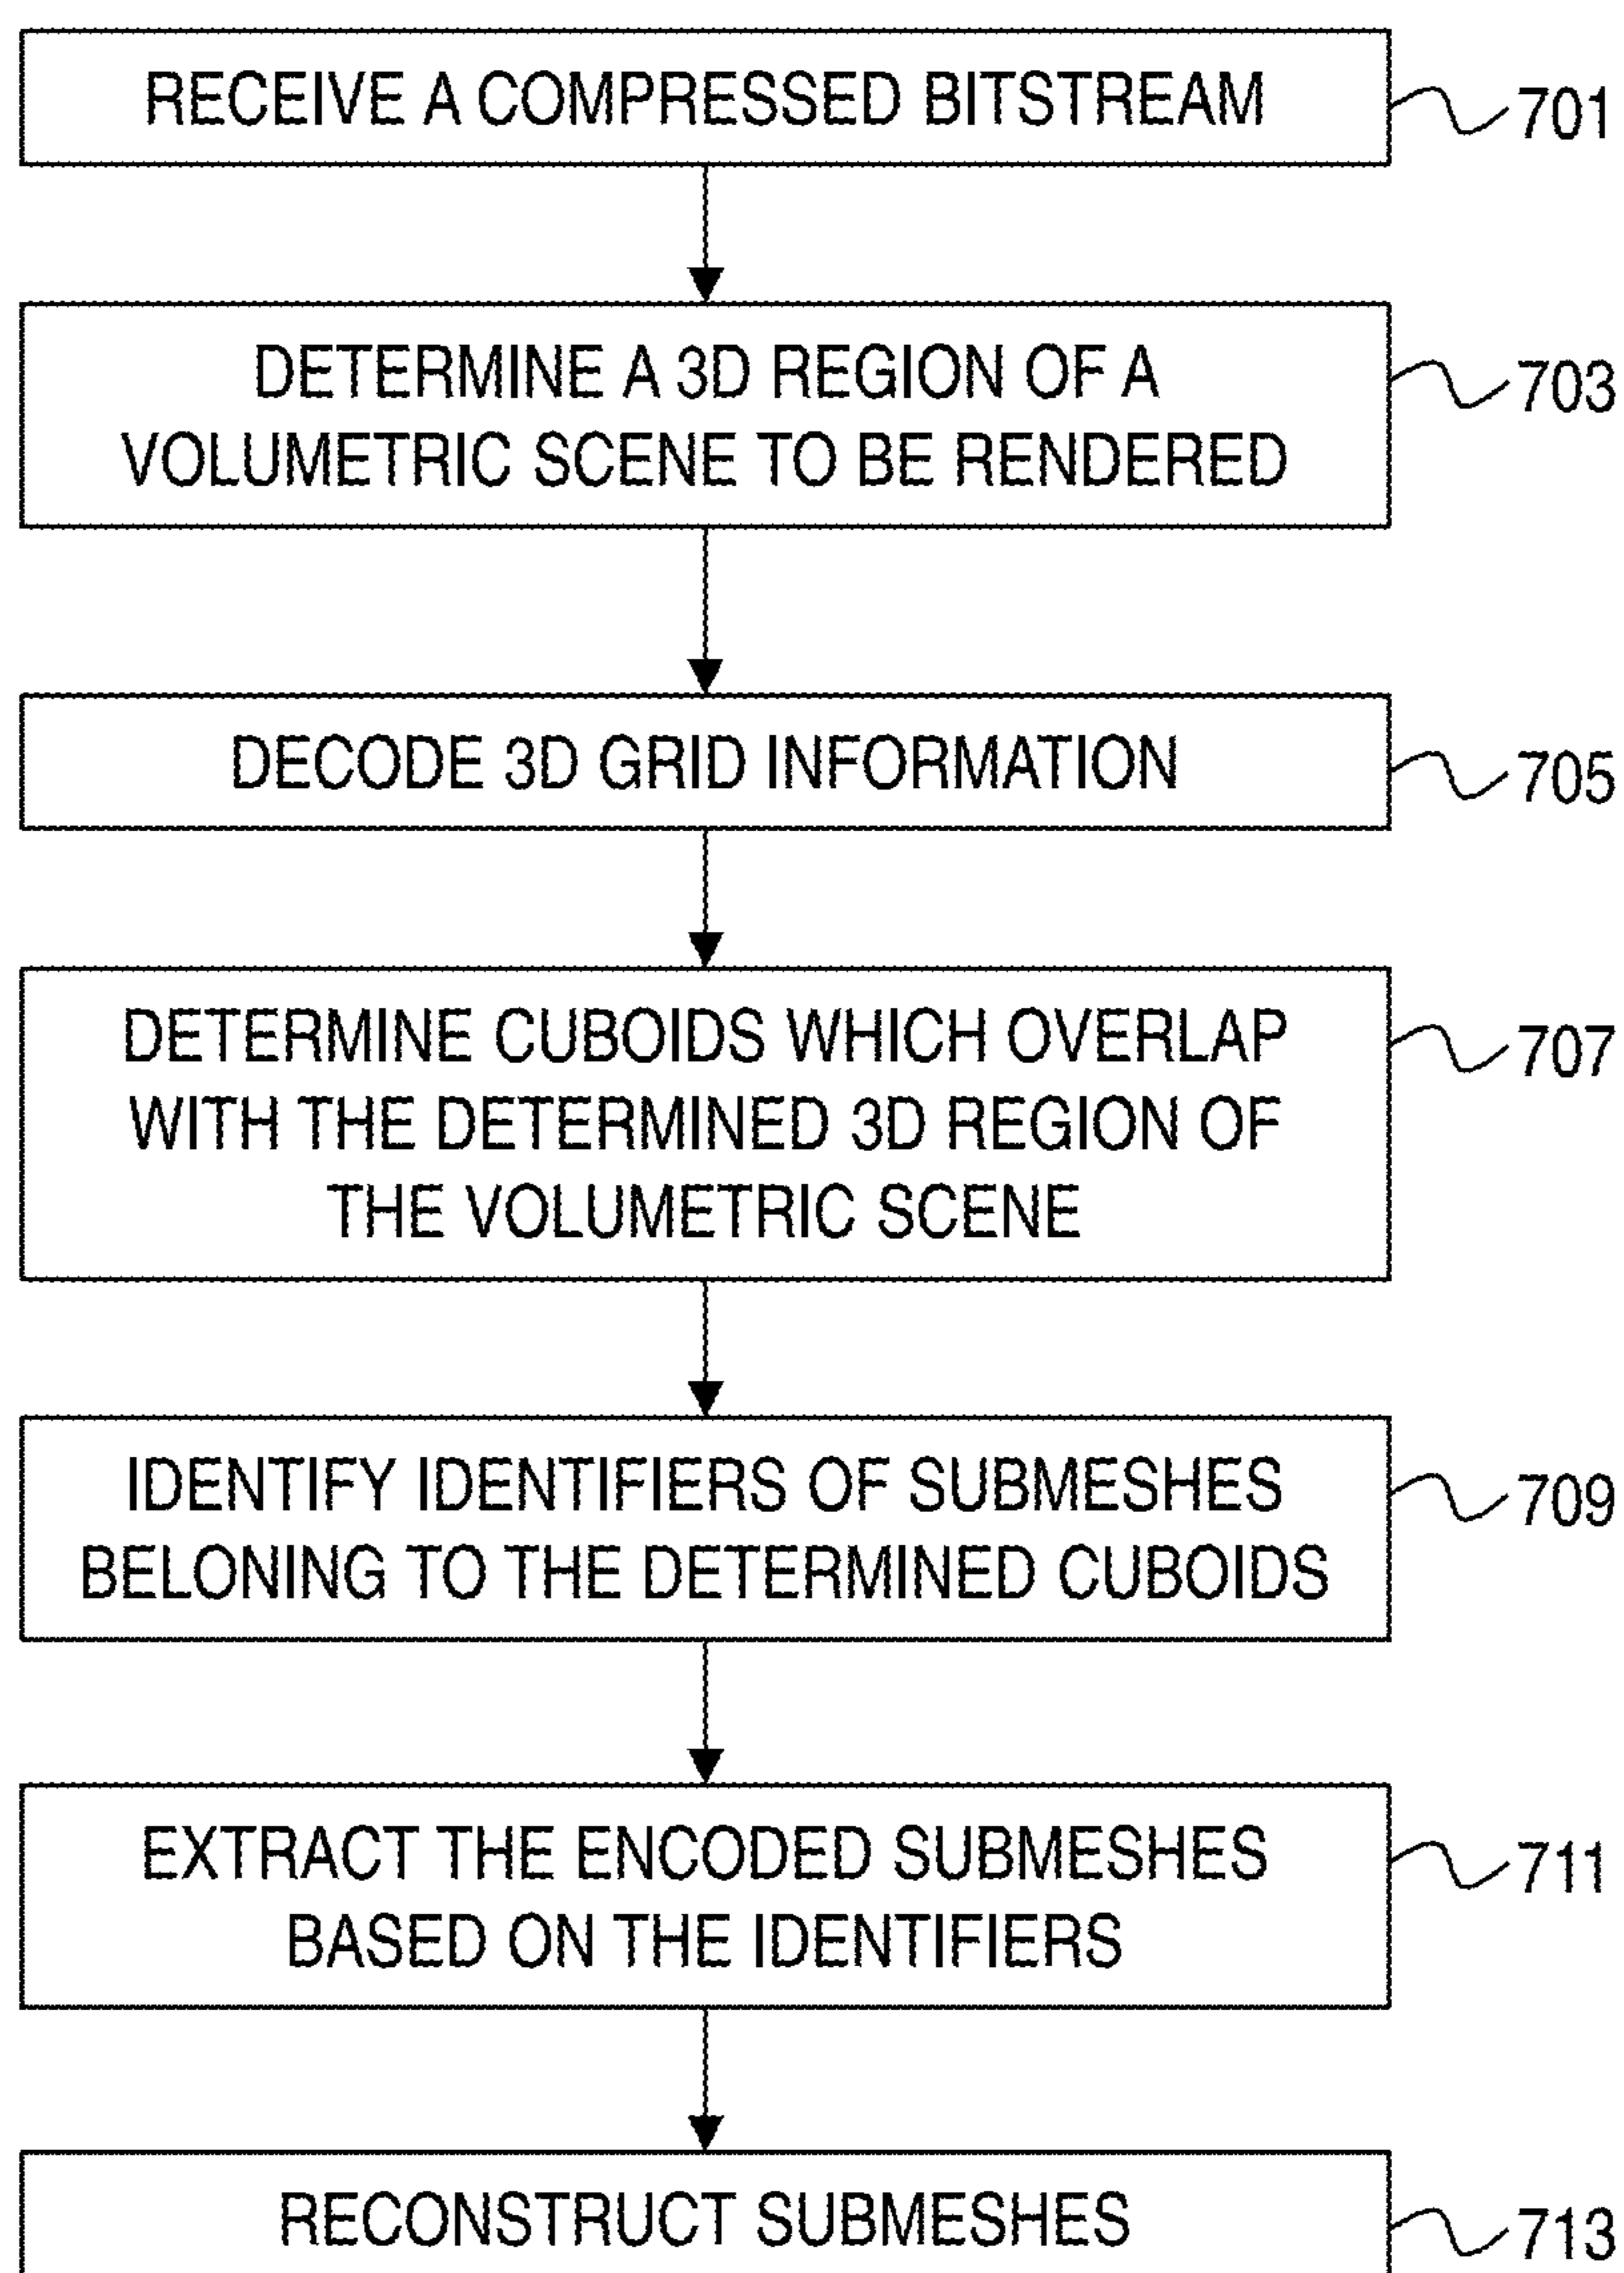 RECEIVE A COMPRESSED BITSTREAM
701
DETERMINE A 3D REGION OF A
VOLUMETRIC SCENE TO BE RENDERED
703
DECODE 3D GRID INFORMATION
705
DETERMINE CUBOIDS WHICH OVERLAP
WITH THE DETERMINED 3D REGION OF
THE VOLUMETRIC SCENE
707
IDENTIFY IDENTIFIERS OF SUBMESHES
BELONING TO THE DETERMINED CUBOIDS
709
EXTRACT THE ENCODED SUBMESHES
BASED ON THE IDENTIFIERS
711
RECONSTRUCT SUBMESHES
713